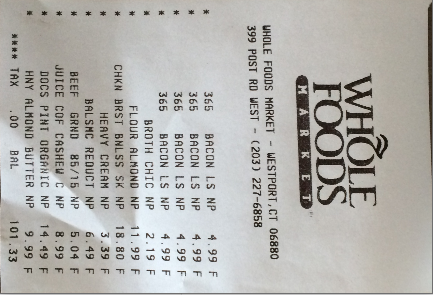 WHOLE
FOODS
MARKET
WHOLE FOODS MARKET - WESTPORT,CT 06880
399 POST RD WEST - (203) 227-6858
* 365 BACON LS NP 4.99 F
* 365 BACON LS NP 4.99 F
* 365 BACON LS NP 4.99 F
* 365 BACON LS NP 4.99 F
* BROTH CHIC NP 2.19 F
* FLOUR ALMOND NP 11.99 F
* CHKN BRST BNLSS SK NP 18.80 F
* HEAVY CREAM NP 3.39 F
* BALSMC REDUCT NP 6.49 F
* BEEF GRND 85/15 NP 5.04 F
* JUICE COF CASHEW C NP 8.99 F
* DOCS PINT ORGANIC NP 14.49 F
* HNY ALMOND BUTTER NP 9.99 F
**** TAX .00 BAL 101.33